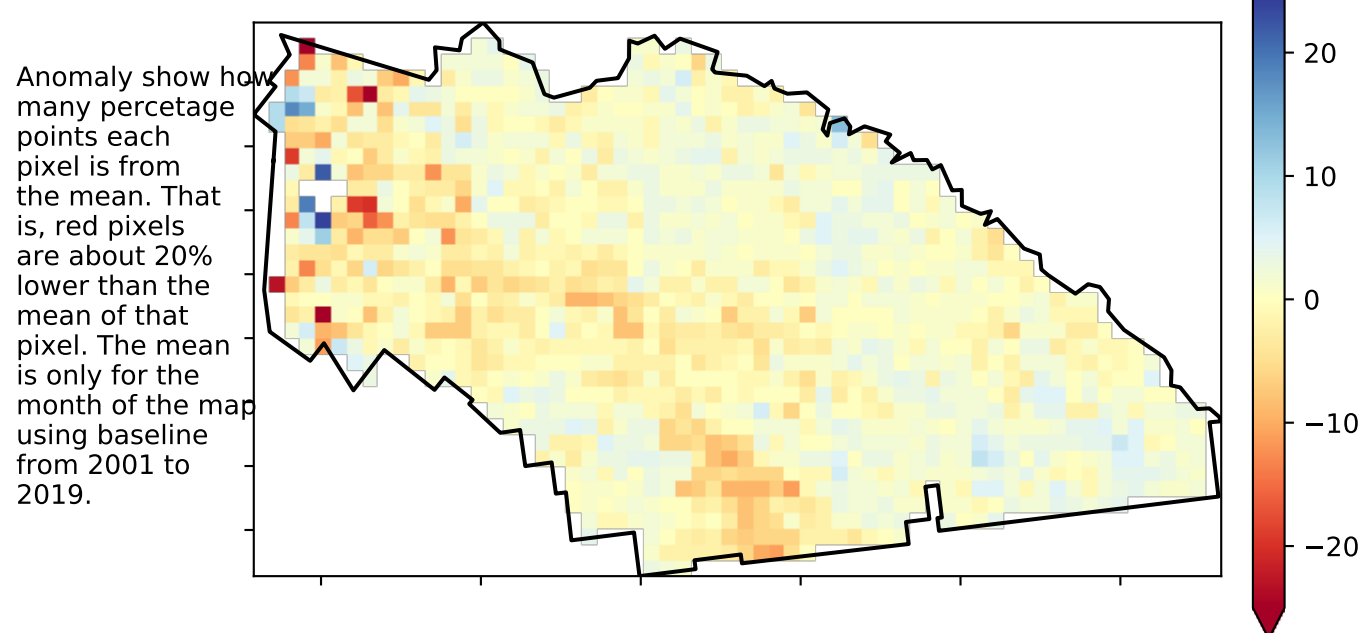 Anomaly show how
many percetage
points each
pixel is from
the mean. That
is, red pixels
are about 20%
lower than the
mean of that
pixel. The mean
is only for the
month of the map
using baseline
from 2001 to
2019.
20
10
0
−10
−20